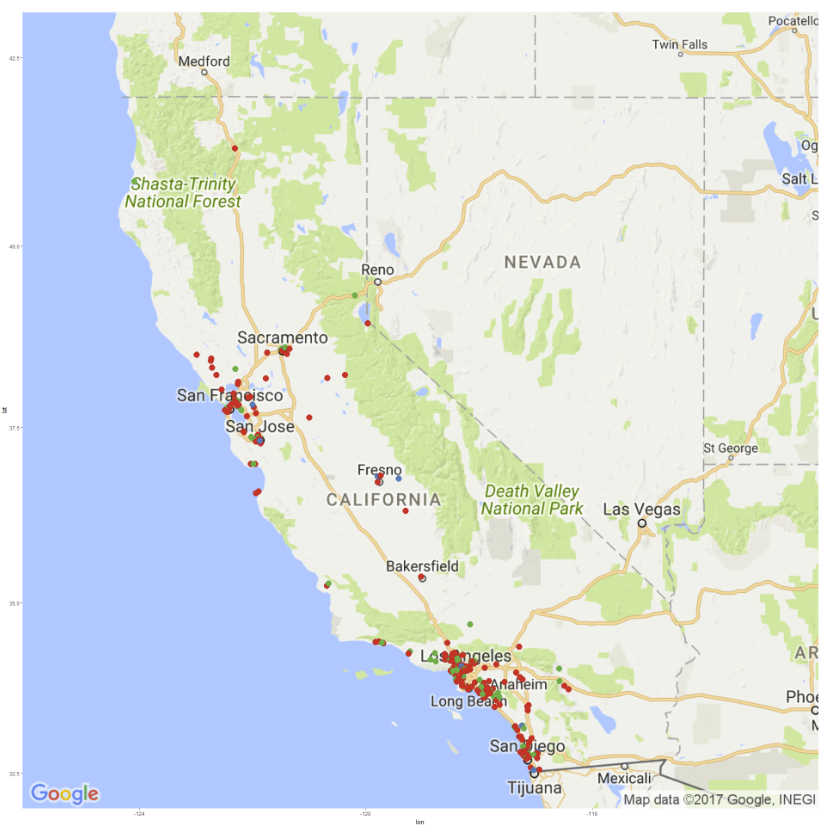 Pocatello
Twin Falls
42.5
Medford
Og
Salt L
Shasta-Trinity
National Forest
S
40.0
NEVADA
Reno
U
Sacramento
San Francisco
lat
37.5
San Jose
St George
Fresno
Death Valley
National Park
CALIFORNIA
Las Vegas
Bakersfield
35.0
Los Angeles
AR
Anaheim
Phoe
Long Beach
M
San Diego
32.5
Mexicali
Tijuana
Google
Map data ©2017 Google, INEGI
-124
-120
-116
lon